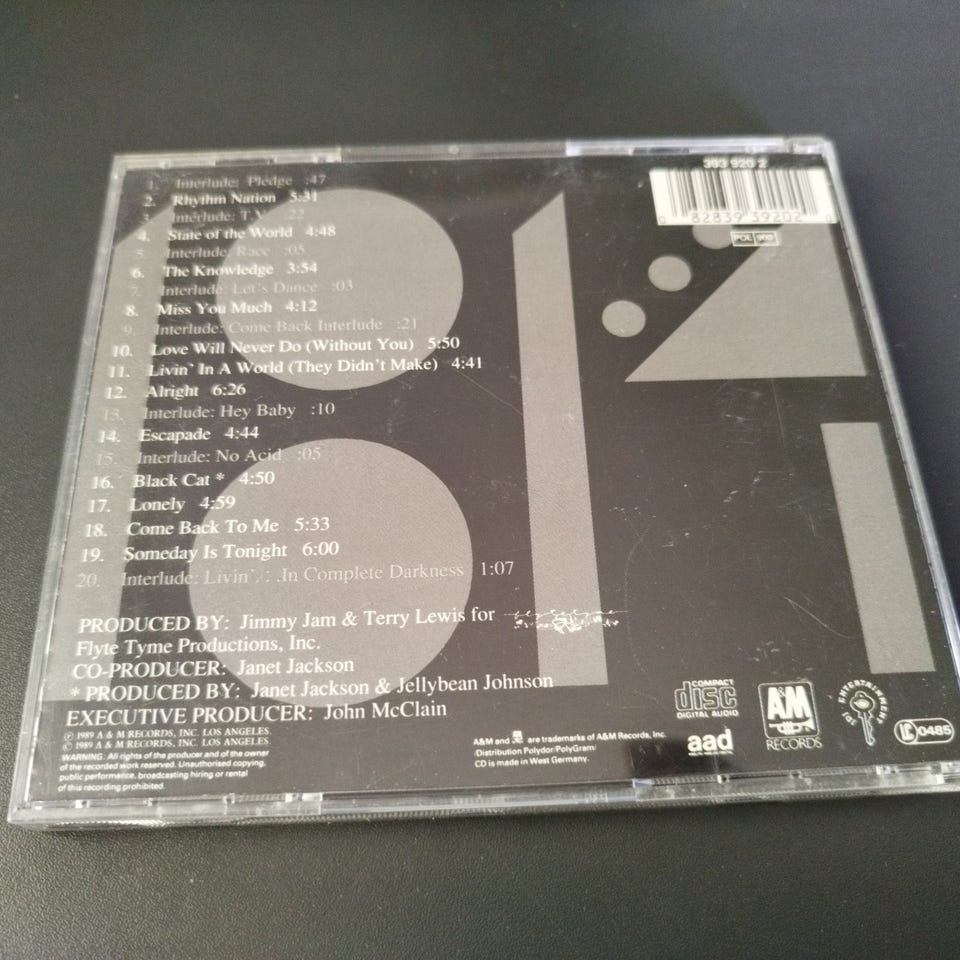 1. Interlude: Pledge :47
2. Rhythm Nation 5:31
3. Interlude: T.V. :22
4. State of the World 4:48
5. Interlude: Race :05
6. The Knowledge 3:54
7. Interlude: Let's Dance :03
8. Miss You Much 4:12
9. Interlude: Come Back Interlude :21
10. Love Will Never Do (Without You) 5:50
11. Livin' In A World (They Didn't Make) 4:41
12. Alright 6:26
13. Interlude: Hey Baby :10
14. Escapade 4:44
15. Interlude: No Acid :05
16. Black Cat * 4:50
17. Lonely 4:59
18. Come Back To Me 5:33
19. Someday Is Tonight 6:00
20. Interlude: Livin'. . .In Complete Darkness 1:07
PRODUCED BY: Jimmy Jam & Terry Lewis for
Flyte Tyme Productions, Inc.
CO-PRODUCER: Janet Jackson
* PRODUCED BY: Janet Jackson & Jellybean Johnson
EXECUTIVE PRODUCER: John McClain
℗ 1989 A & M RECORDS, INC. LOS ANGELES
© 1989 A & M RECORDS, INC. LOS ANGELES
WARNING: All rights of the producer and of the owner
of the recorded work reserved. Unauthorised copying,
public performance, broadcasting hiring or rental
of this recording prohibited.
393 920 2
0 82839 39202 0
POL 900
1814
A&M and are trademarks of A&M Records, Inc.
Distribution Polydor/PolyGram
CD is made in West Germany.
COMPACT
disc
DIGITAL AUDIO
aad
A&M
RECORDS
ID ENTERTAINMENT
LC 0485